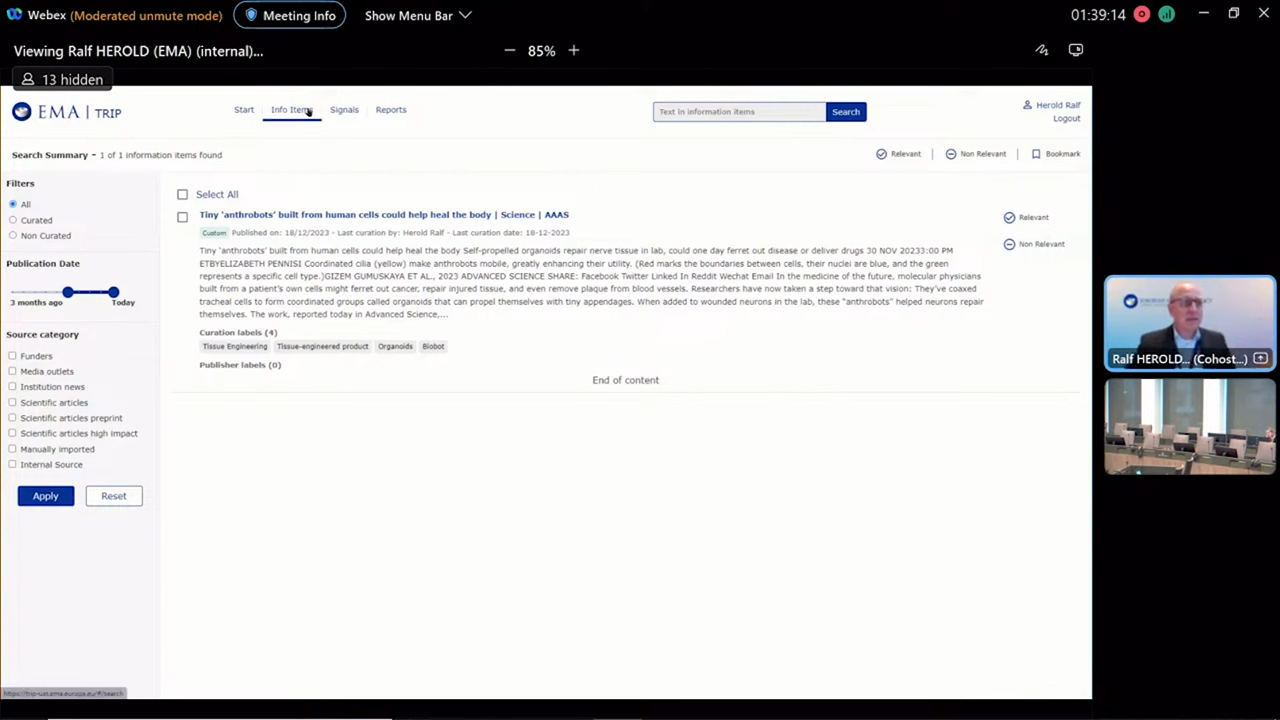 Webex (Moderated unmute mode) Meeting Info Show Menu Bar 01:39:14
Viewing Ralf HEROLD (EMA) (internal)... 85%
13 hidden
EMA | TRIP Start Info Items Signals Reports Text in information items Search Herold Ralf
Logout
Search Summary - 1 of 1 information items found Relevant Non Relevant Bookmark
Filters
All
Curated
Non Curated
Publication Date
3 months ago Today
Source category
Funders
Media outlets
Institution news
Scientific articles
Scientific articles preprint
Scientific articles high impact
Manually imported
Internal Source
Apply Reset
Select All
Tiny 'anthrobots' built from human cells could help heal the body | Science | AAAS
Custom Published on: 18/12/2023 - Last curation by: Herold Ralf - Last curation date: 18-12-2023
Tiny 'anthrobots' built from human cells could help heal the body Self-propelled organoids repair nerve tissue in lab, could one day ferret out disease or deliver drugs 30 NOV 20233:00 PM
ETBYELIZABETH PENNISI Coordinated cilia (yellow) make anthrobots mobile, greatly enhancing their utility. (Red marks the boundaries between cells, their nuclei are blue, and the green
represents a specific cell type.)GIZEM GUMUSKAYA ET AL., 2023 ADVANCED SCIENCE SHARE: Facebook Twitter Linked In Reddit Wechat Email In the medicine of the future, molecular physicians
built from a patient's own cells might ferret out cancer, repair injured tissue, and even remove plaque from blood vessels. Researchers have now taken a step toward that vision: They've coaxed
tracheal cells to form coordinated groups called organoids that can propel themselves with tiny appendages. When added to wounded neurons in the lab, these "anthrobots" helped neurons repair
themselves. The work, reported today in Advanced Science,...
Curation labels (4)
Tissue Engineering Tissue-engineered product Organoids Biobot
Publisher labels (0)
End of content
Relevant
Non Relevant
Ralf HEROLD... (Cohost...)
https://trip-uat.ema.europa.eu/#/search